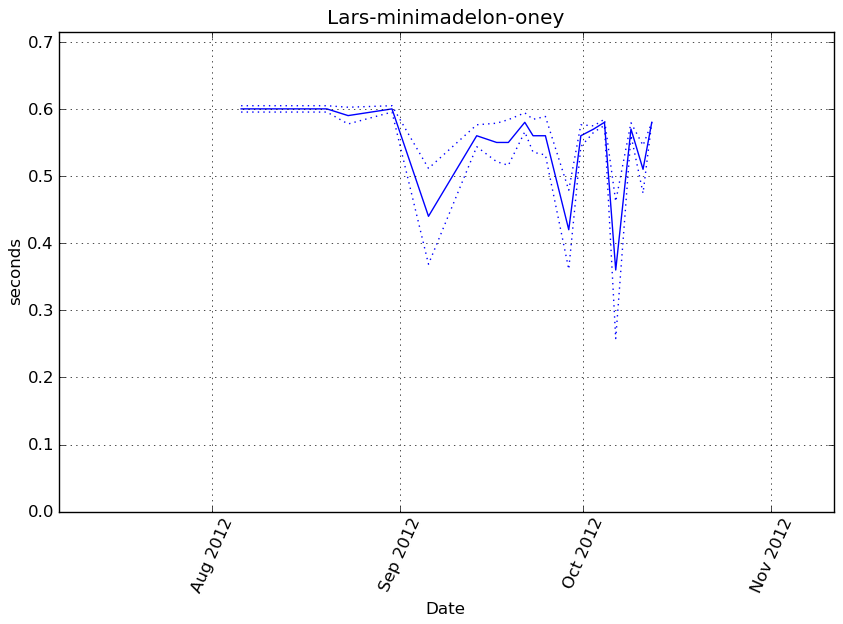 Lars-minimadelon-oney
0.7
0.6
0.5
0.4
0.3
0.2
0.1
0.0
seconds
Aug 2012
Sep 2012
Oct 2012
Nov 2012
Date